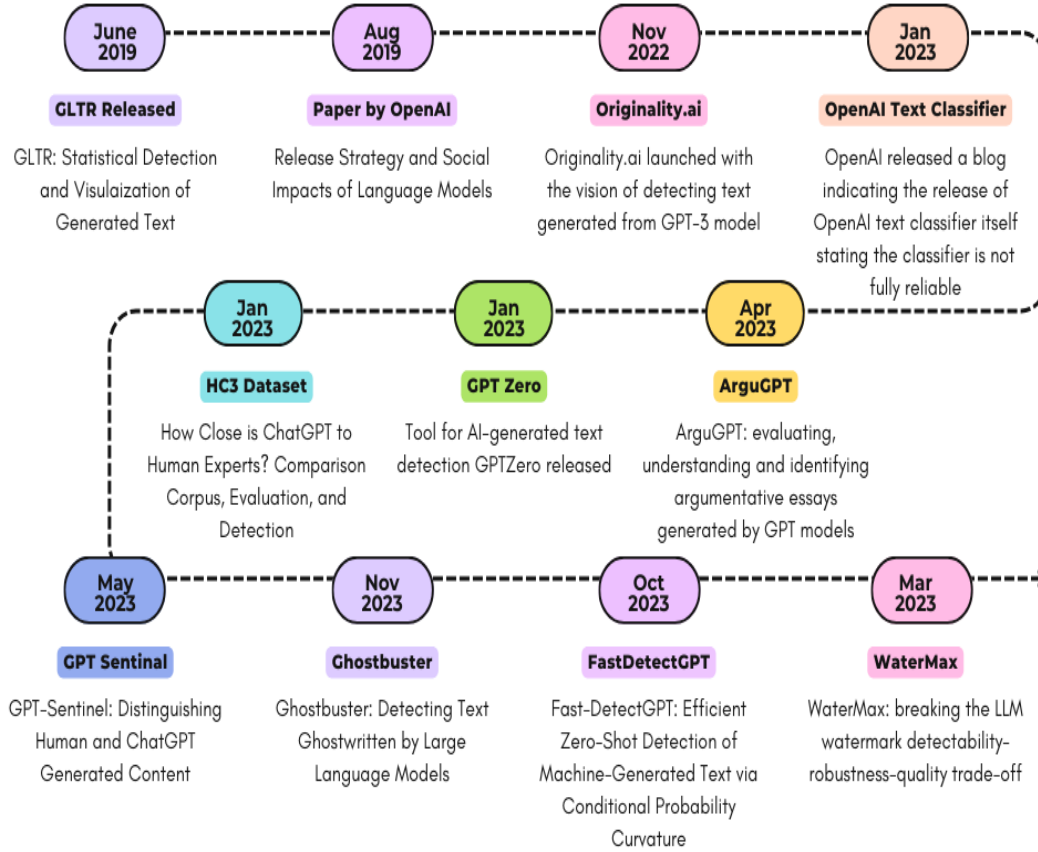 June
2019
GLTR Released
GLTR: Statistical Detection
and Visulaization of
Generated Text
Aug
2019
Paper by OpenAI
Release Strategy and Social
Impacts of Language Models
Nov
2022
Originality.ai
Originality.ai launched with
the vision of detecting text
generated from GPT-3 model
Jan
2023
OpenAI Text Classifier
OpenAI released a blog
indicating the release of
OpenAI text classifier itself
stating the classifier is not
fully reliable
Jan
2023
HC3 Dataset
How Close is ChatGPT to
Human Experts? Comparison
Corpus, Evaluation, and
Detection
Jan
2023
GPT Zero
Tool for AI-generated text
detection GPTZero released
Apr
2023
ArguGPT
ArguGPT: evaluating,
understanding and identifying
argumentative essays
generated by GPT models
May
2023
GPT Sentinal
GPT-Sentinel: Distinguishing
Human and ChatGPT
Generated Content
Nov
2023
Ghostbuster
Ghostbuster: Detecting Text
Ghostwritten by Large
Language Models
Oct
2023
FastDetectGPT
Fast-DetectGPT: Efficient
Zero-Shot Detection of
Machine-Generated Text via
Conditional Probability
Curvature
Mar
2023
WaterMax
WaterMax: breaking the LLM
watermark detectability-
robustness-quality trade-off